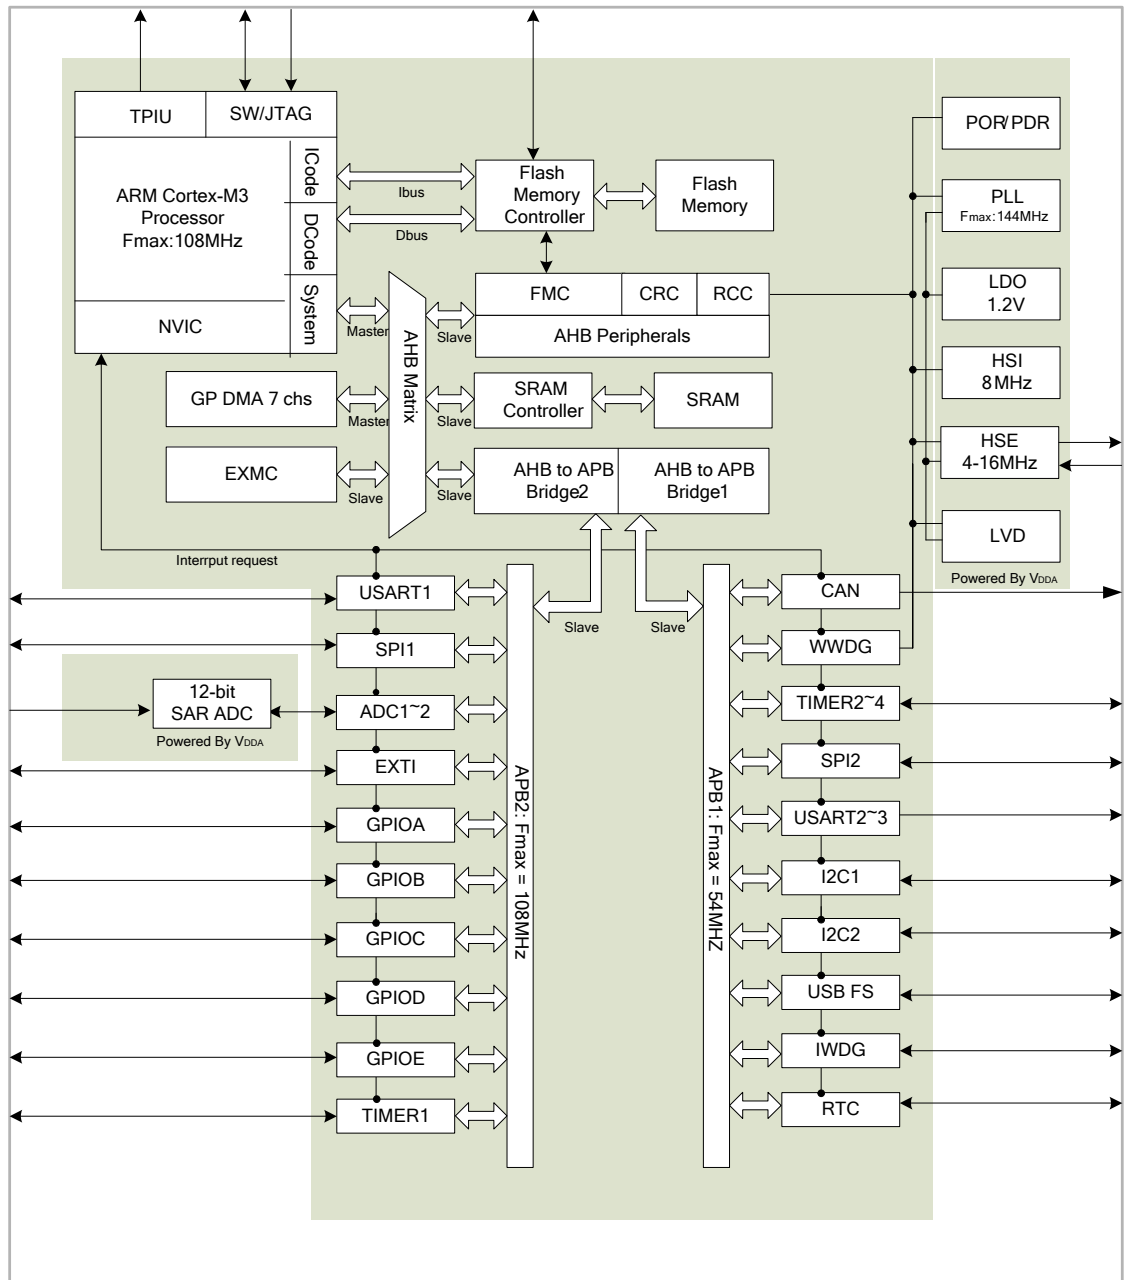 TPIU
SW/JTAG
ICode
DCode
System
ARM Cortex-M3
Processor
Fmax:108MHz
NVIC
Ibus
Dbus
Flash
Memory
Controller
Flash
Memory
POR/PDR
PLL
Fmax:144MHz
LDO
1.2V
HSI
8MHz
HSE
4-16MHz
LVD
Powered By VDDA
FMC
CRC
RCC
AHB Peripherals
Master
Slave
AHB Matrix
GP DMA 7 chs
Master
Slave
SRAM
Controller
SRAM
EXMC
Slave
Slave
AHB to APB
Bridge2
AHB to APB
Bridge1
Interrput request
Slave
Slave
USART1
SPI1
12-bit
SAR ADC
Powered By VDDA
ADC1~2
EXTI
GPIOA
GPIOB
GPIOC
GPIOD
GPIOE
TIMER1
APB2: Fmax = 108MHz
APB1: Fmax = 54MHZ
CAN
WWDG
TIMER2~4
SPI2
USART2~3
I2C1
I2C2
USB FS
IWDG
RTC